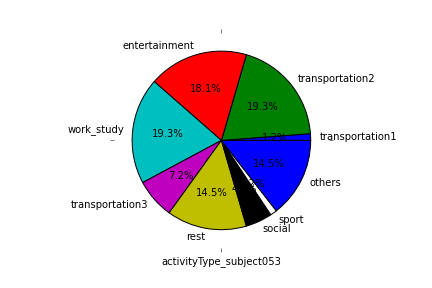 entertainment
transportation2
18.1%
19.3%
work_study
19.3%
1.2%
transportation1
14.5%
7.2%
others
14.5%
transportation3
sport
rest
social
activityType_subject053